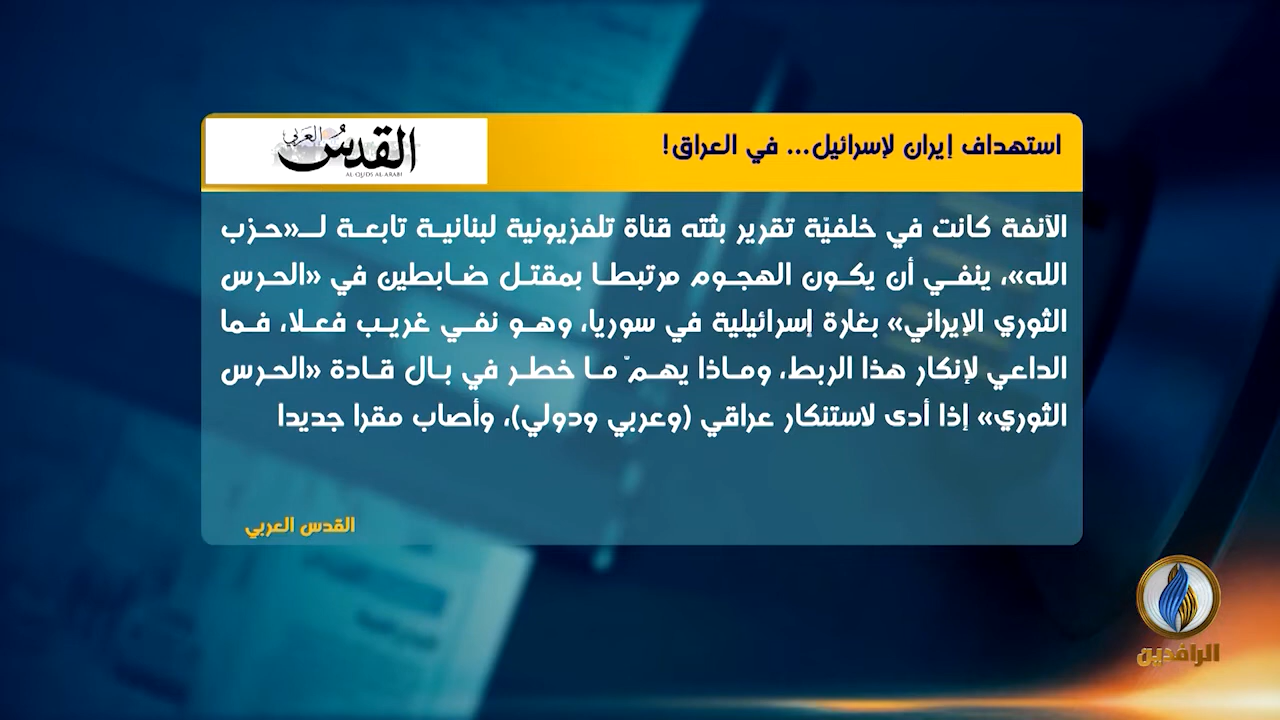 استهداف إيران لإسرائيل... في العراق!
القدس العربي
AL-QUDS AL-ARABI
الآنفة كانت في خلفيّة تقرير بثته قناة تلفزيونية لبنانية تابعة لـ«حزب
الله»، ينفي أن يكون الهجوم مرتبطا بمقتل ضابطين في «الحرس
الثوري الإيراني» بغارة إسرائيلية في سوريا، وهو نفي غريب فعلا، فما
الداعي لإنكار هذا الربط، وماذا يهمّ ما خطر في بال قادة «الحرس
الثوري» إذا أدى لاستنكار عراقي (وعربي ودولي)، وأصاب مقرا جديدا
القدس العربي
الرافدين